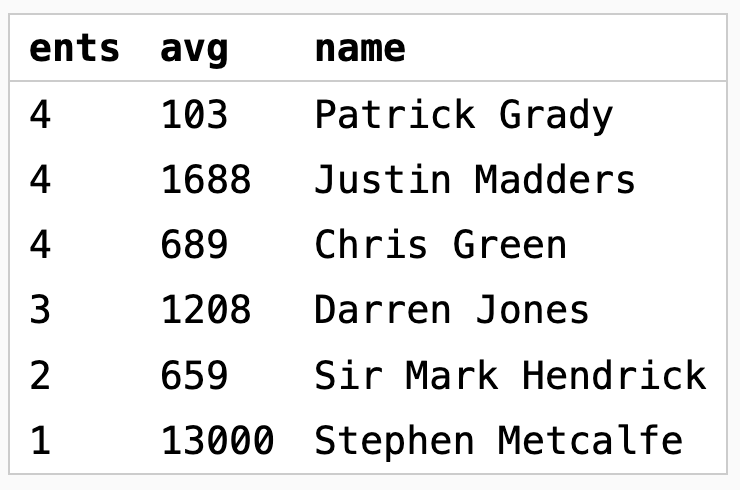 ents avg name
4 103 Patrick Grady
4 1688 Justin Madders
4 689 Chris Green
3 1208 Darren Jones
2 659 Sir Mark Hendrick
1 13000 Stephen Metcalfe